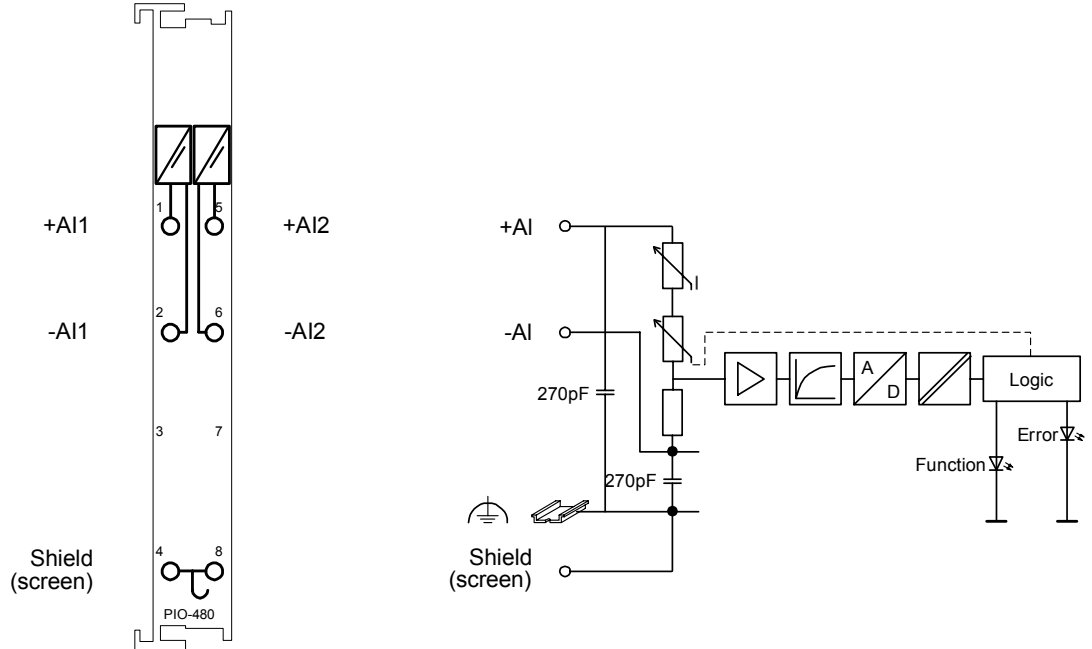 1
5
+AI1
+AI2
2
6
-AI1
-AI2
3
7
4
8
Shield
(screen)
PIO-480
+AI
I
-AI
270pF
A
D
Logic
Error
Function
270pF
Shield
(screen)